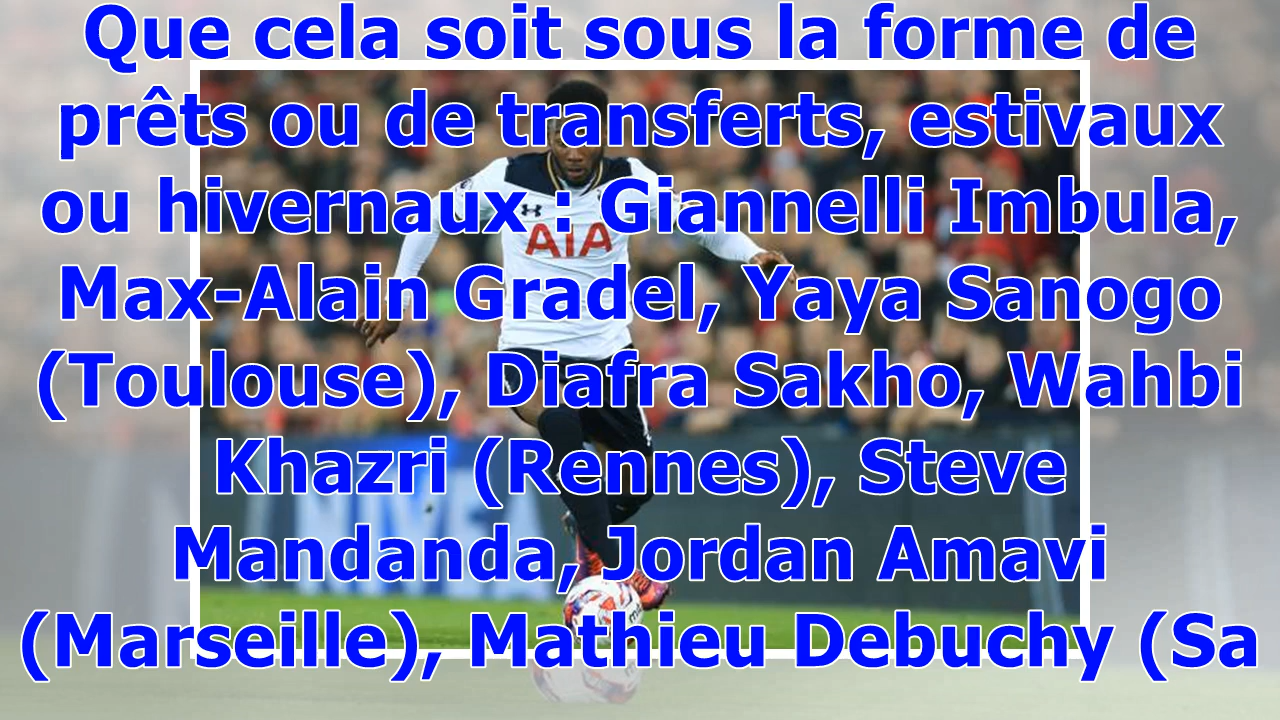 Que cela soit sous la forme de
prêts ou de transferts, estivaux
ou hivernaux : Giannelli Imbula,
Max-Alain Gradel, Yaya Sanogo
(Toulouse), Diafra Sakho, Wahbi
Khazri (Rennes), Steve
Mandanda, Jordan Amavi
(Marseille), Mathieu Debuchy (Sa
AIA